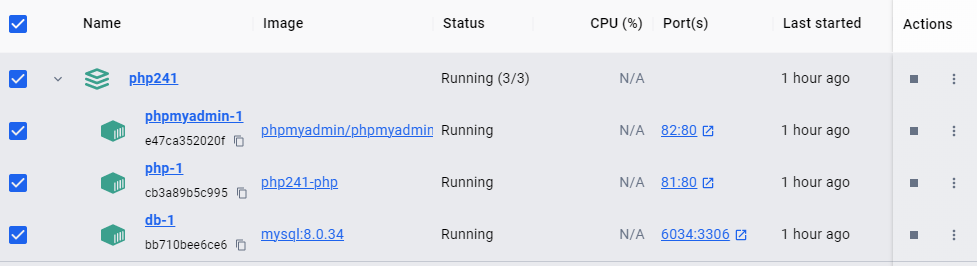 Name Image Status CPU (%) Port(s) Last started Actions
php241 Running (3/3) N/A 1 hour ago
phpmyadmin-1
e47ca352020f phpmyadmin/phpmyadmin Running N/A 82:80 1 hour ago
php-1
cb3a89b5c995 php241-php Running N/A 81:80 1 hour ago
db-1
bb710bee6ce6 mysql:8.0.34 Running N/A 6034:3306 1 hour ago